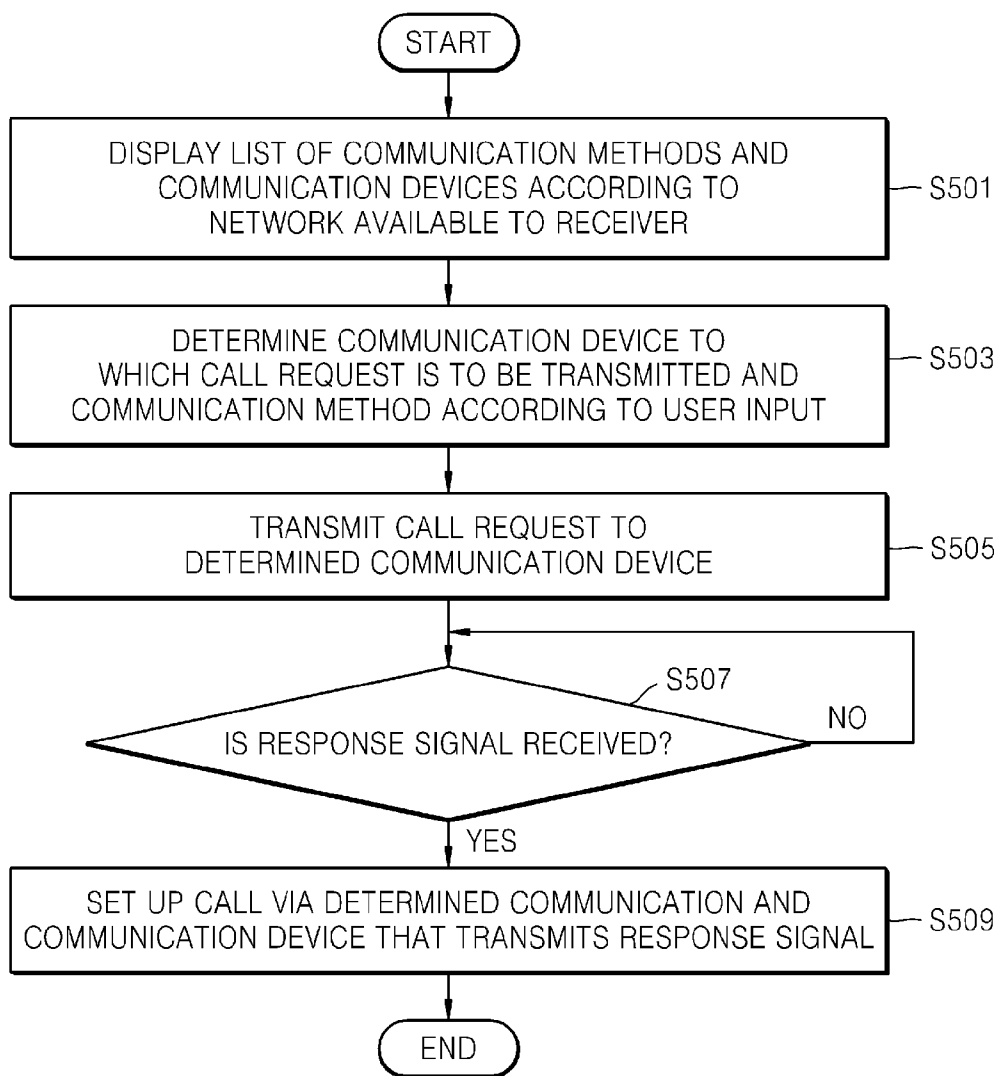 START
DISPLAY LIST OF COMMUNICATION METHODS AND
COMMUNICATION DEVICES ACCORDING TO
NETWORK AVAILABLE TO RECEIVER
S501
DETERMINE COMMUNICATION DEVICE TO
WHICH CALL REQUEST IS TO BE TRANSMITTED AND
COMMUNICATION METHOD ACCORDING TO USER INPUT
S503
TRANSMIT CALL REQUEST TO
DETERMINED COMMUNICATION DEVICE
S505
S507
IS RESPONSE SIGNAL RECEIVED?
NO
YES
SET UP CALL VIA DETERMINED COMMUNICATION AND
COMMUNICATION DEVICE THAT TRANSMITS RESPONSE SIGNAL
S509
END